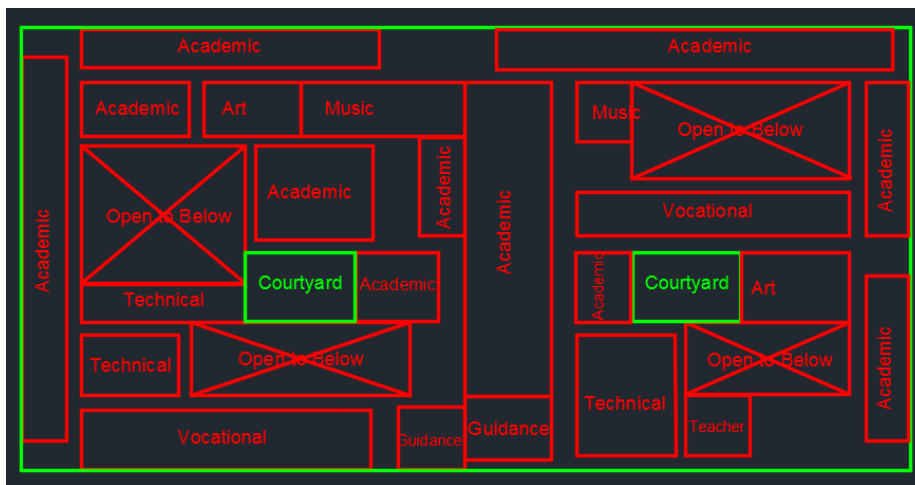 Academic
Academic
Academic
Art
Music
Music
Open to Below
Academic
Academic
Academic
Academic
Open to Below
Academic
Vocational
Academic
Technical
Courtyard
Academic
Academic
Courtyard
Art
Technical
Open to Below
Open to Below
Academic
Technical
Vocational
Guidance
Guidance
Teacher